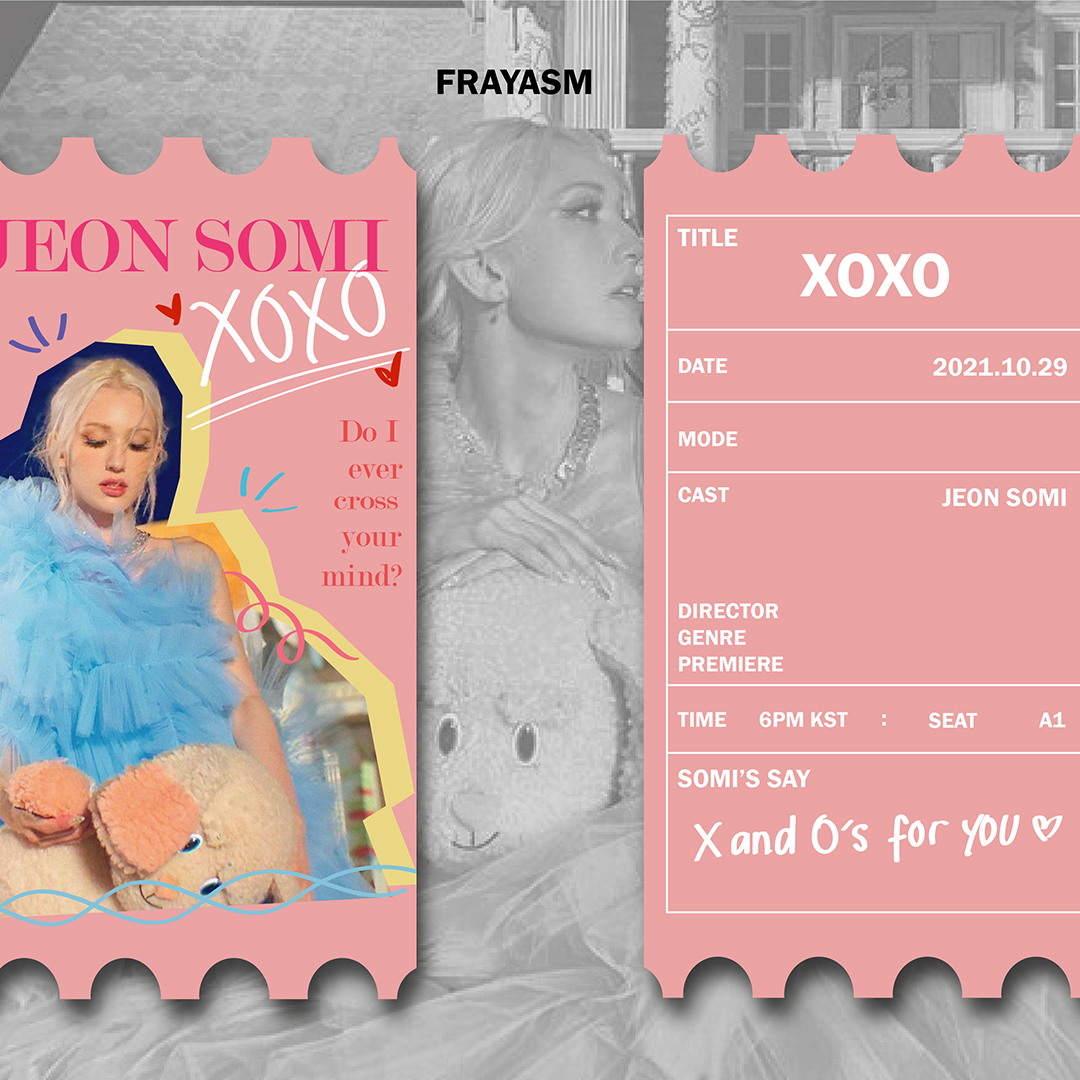 FRAYASM
JEON SOMI
XOXO
Do I
ever
cross
your
mind?
TITLE
XOXO
DATE 2021.10.29
MODE
CAST JEON SOMI
DIRECTOR
GENRE
PREMIERE
TIME 6PM KST : SEAT A1
SOMI'S SAY
X and O's for you ♡